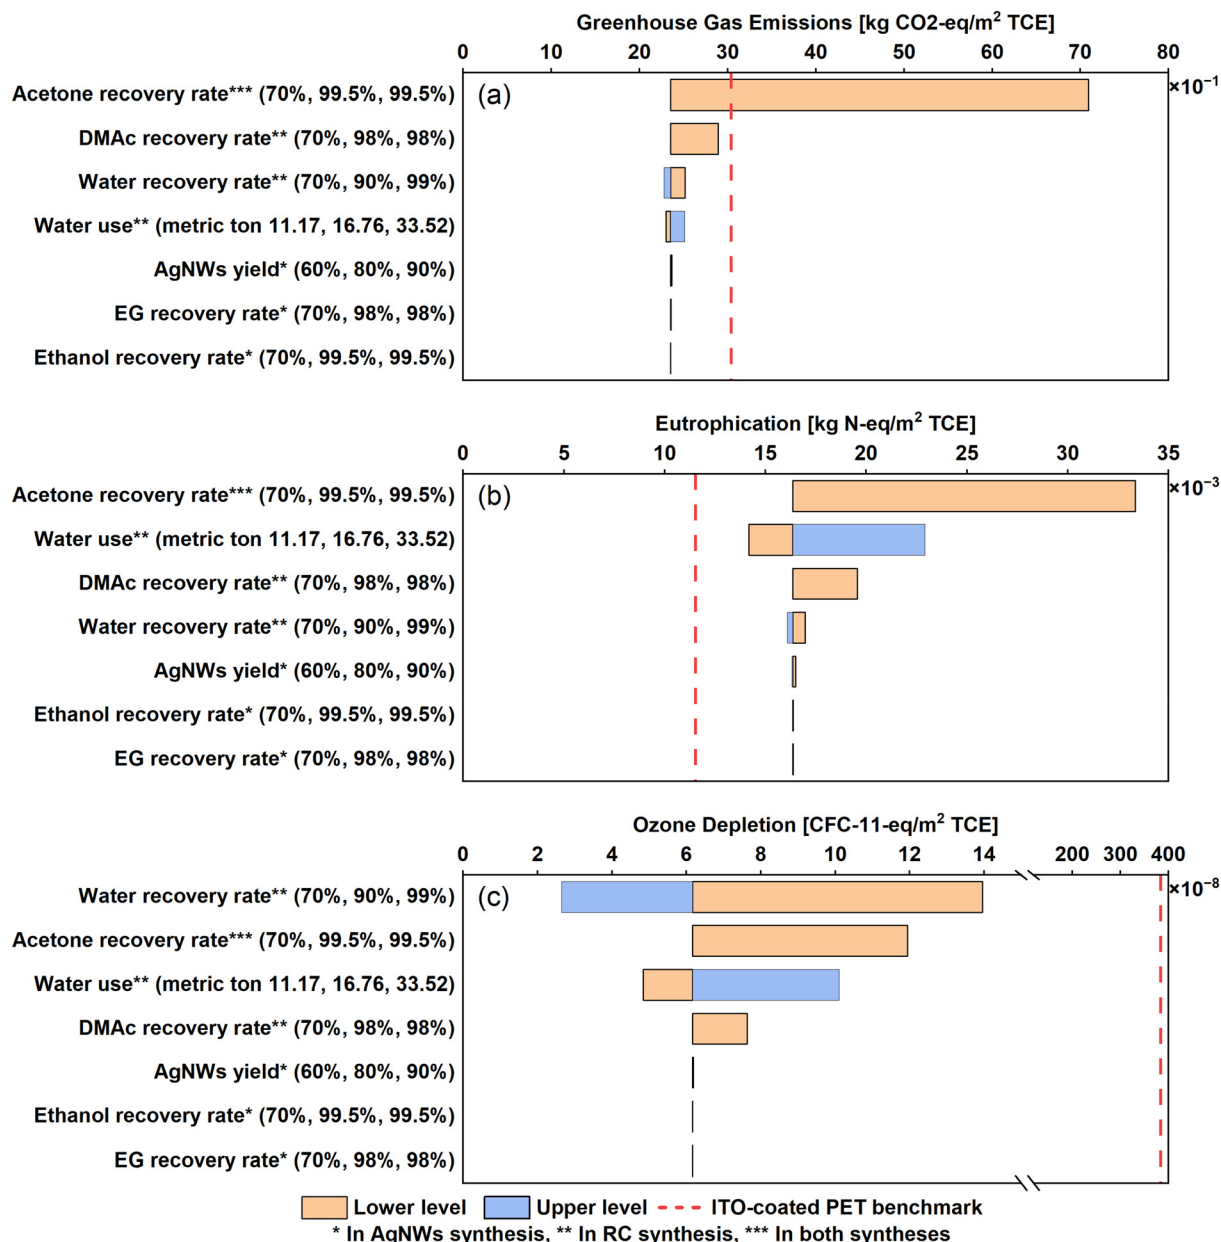 Greenhouse Gas Emissions [kg CO2-eq/m² TCE]
0 10 20 30 40 50 60 70 80
×10⁻¹
(a)
Acetone recovery rate*** (70%, 99.5%, 99.5%)
DMAc recovery rate** (70%, 98%, 98%)
Water recovery rate** (70%, 90%, 99%)
Water use** (metric ton 11.17, 16.76, 33.52)
AgNWs yield* (60%, 80%, 90%)
EG recovery rate* (70%, 98%, 98%)
Ethanol recovery rate* (70%, 99.5%, 99.5%)
Eutrophication [kg N-eq/m² TCE]
0 5 10 15 20 25 30 35
×10⁻³
(b)
Acetone recovery rate*** (70%, 99.5%, 99.5%)
Water use** (metric ton 11.17, 16.76, 33.52)
DMAc recovery rate** (70%, 98%, 98%)
Water recovery rate** (70%, 90%, 99%)
AgNWs yield* (60%, 80%, 90%)
Ethanol recovery rate* (70%, 99.5%, 99.5%)
EG recovery rate* (70%, 98%, 98%)
Ozone Depletion [CFC-11-eq/m² TCE]
0 2 4 6 8 10 12 14 200 300 400
×10⁻⁸
(c)
Water recovery rate** (70%, 90%, 99%)
Acetone recovery rate*** (70%, 99.5%, 99.5%)
Water use** (metric ton 11.17, 16.76, 33.52)
DMAc recovery rate** (70%, 98%, 98%)
AgNWs yield* (60%, 80%, 90%)
Ethanol recovery rate* (70%, 99.5%, 99.5%)
EG recovery rate* (70%, 98%, 98%)
Lower level Upper level ITO-coated PET benchmark
* In AgNWs synthesis, ** In RC synthesis, *** In both syntheses